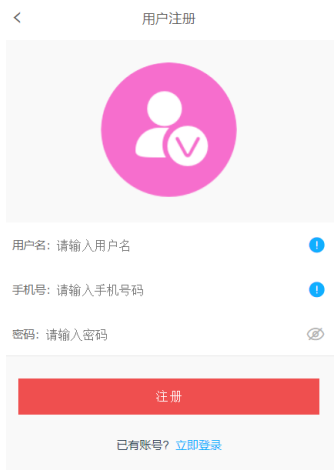 用户注册
用户名：请输入用户名
手机号：请输入手机号码
密码：请输入密码
注册
已有账号？立即登录